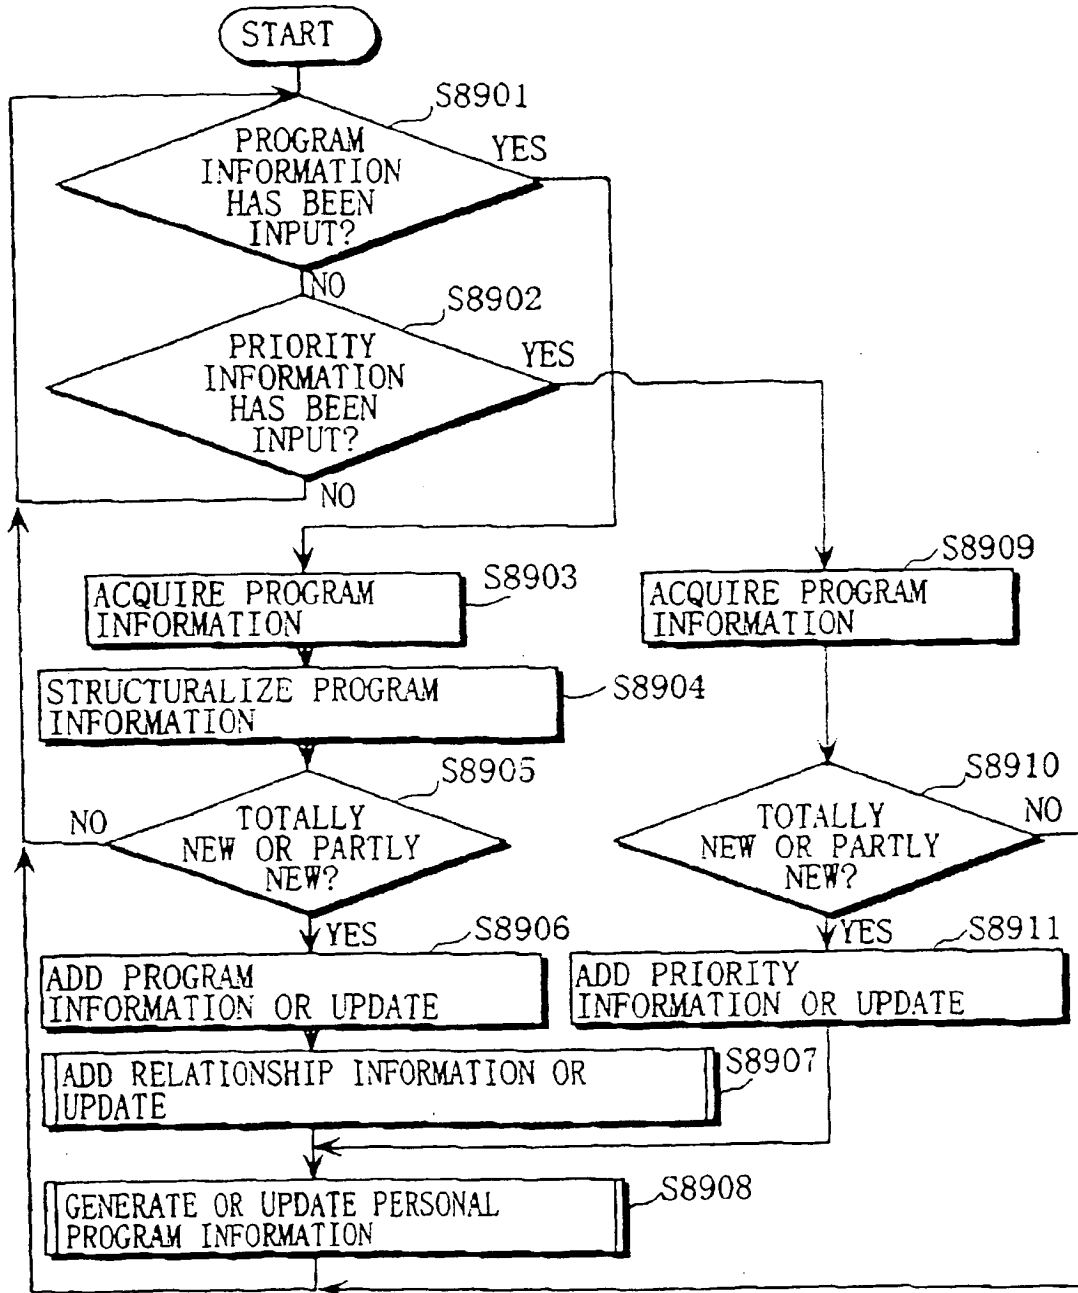 START
S8901
PROGRAM
INFORMATION
HAS BEEN
INPUT?
YES
NO
S8902
PRIORITY
INFORMATION
HAS BEEN
INPUT?
YES
NO
S8903
ACQUIRE PROGRAM
INFORMATION
S8909
ACQUIRE PROGRAM
INFORMATION
S8904
STRUCTURALIZE PROGRAM
INFORMATION
S8905
TOTALLY
NEW OR PARTLY
NEW?
NO
YES
S8910
TOTALLY
NEW OR PARTLY
NEW?
NO
YES
S8906
ADD PROGRAM
INFORMATION OR UPDATE
S8911
ADD PRIORITY
INFORMATION OR UPDATE
S8907
ADD RELATIONSHIP INFORMATION OR
UPDATE
S8908
GENERATE OR UPDATE PERSONAL
PROGRAM INFORMATION